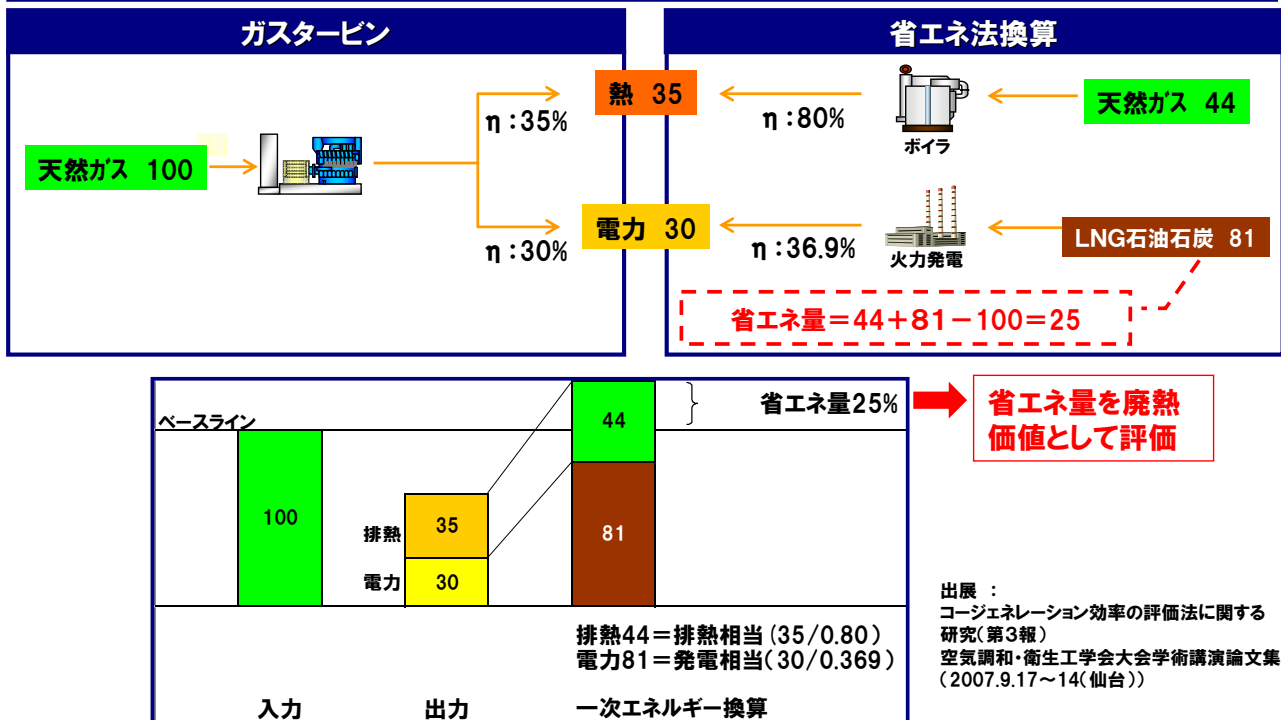 ガスタービン
省エネ法換算
天然ガス 100
η:35%
η:30%
熱 35
電力 30
η:80%
η:36.9%
ボイラ
火力発電
天然ガス 44
LNG石油石炭 81
省エネ量=44+81-100=25
ベースライン
100
排熱
35
電力
30
44
81
省エネ量25%
省エネ量を廃熱
価値として評価
排熱44=排熱相当(35/0.80)
電力81=発電相当(30/0.369)
入力
出力
一次エネルギー換算
出展 :
コージェネレーション効率の評価法に関する
研究(第3報)
空気調和・衛生工学会大会学術講演論文集
(2007.9.17~14(仙台))